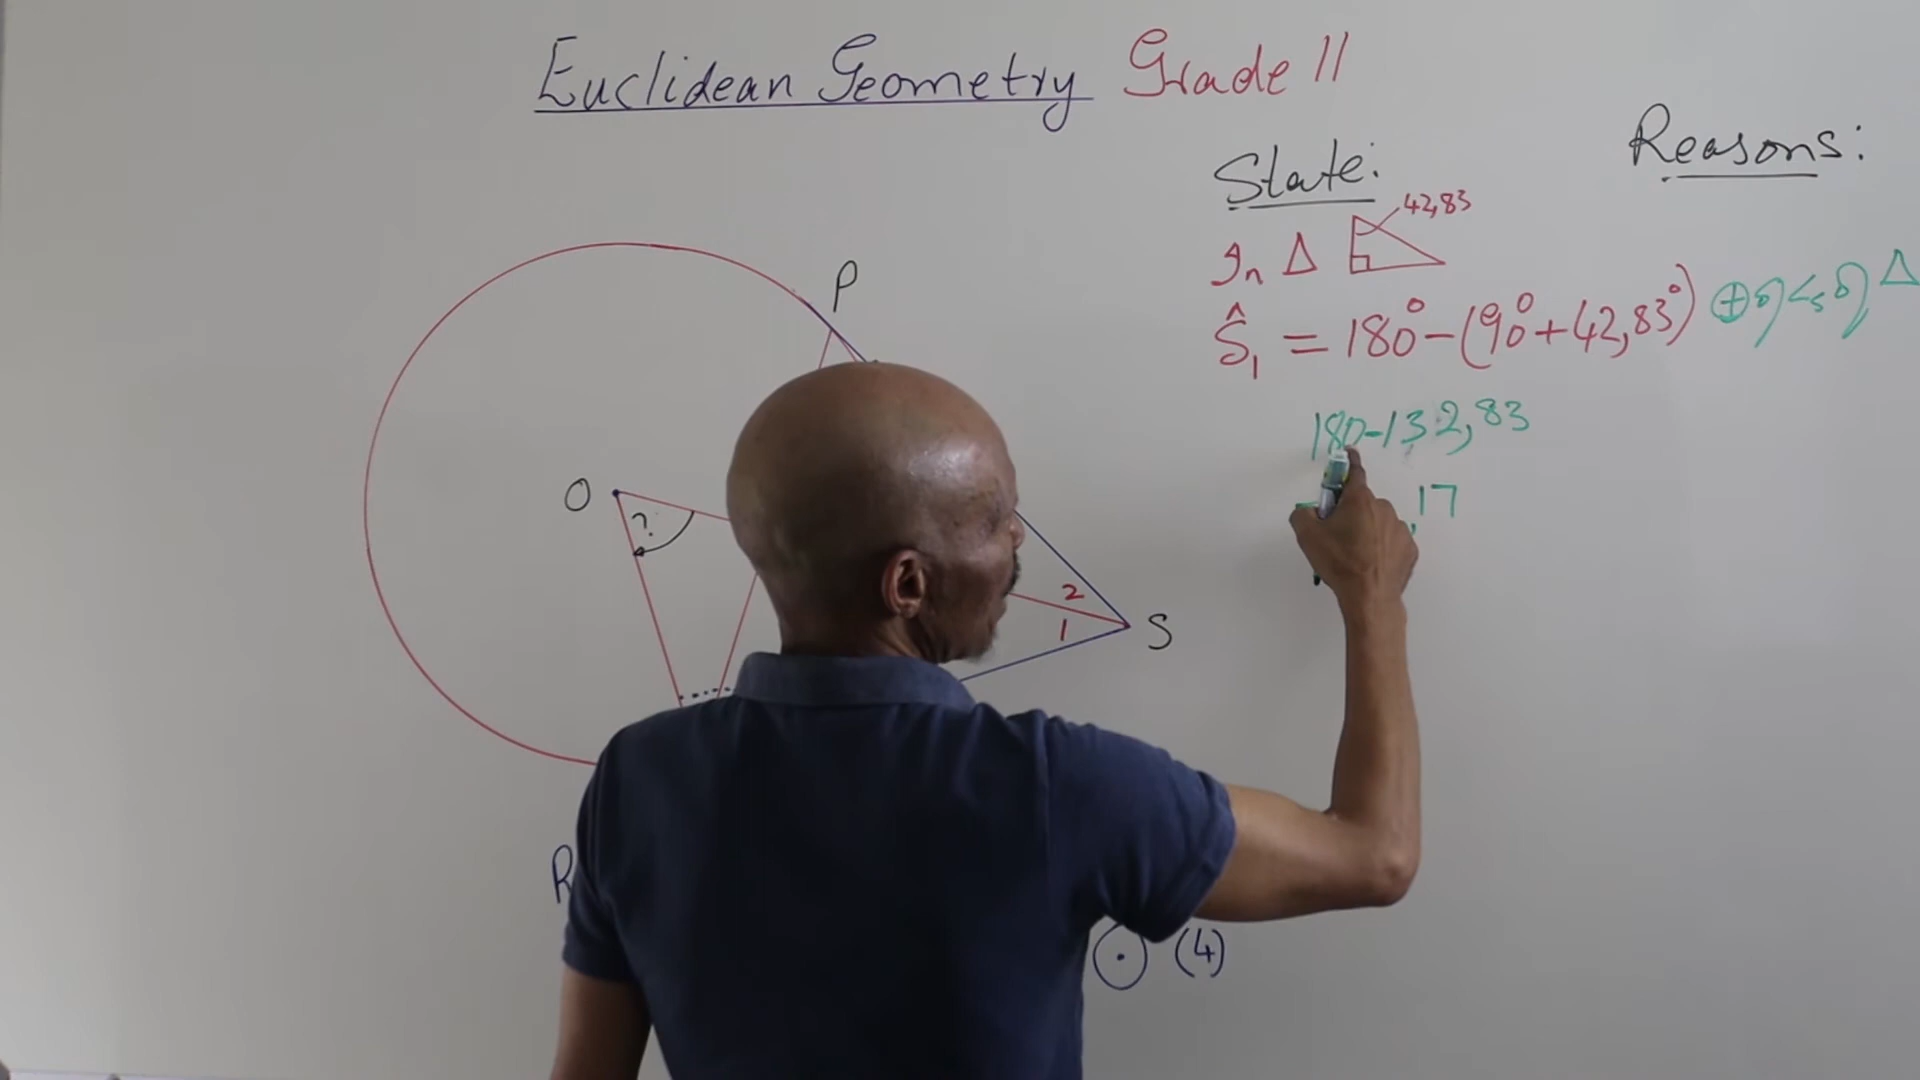 Euclidean Geometry Grade 11
State:
Reasons:
42,83
In Δ
Ŝ₁ = 180° - (90° + 42,83°)
180 - 132,83
,17
P
O
?
2
1
S
R
(4)